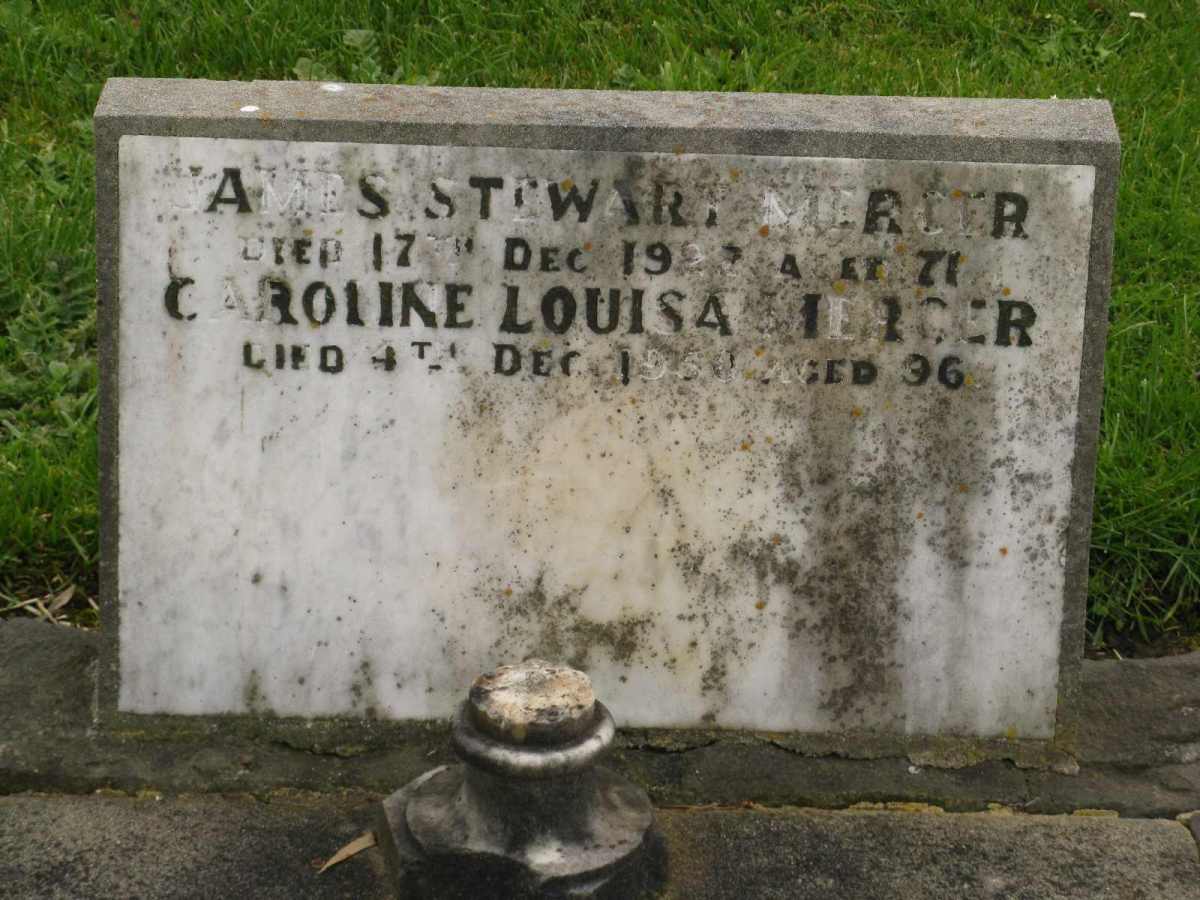 JAMES STEWART MERCER
DIED 17TH DEC AGED 71
CAROLINE LOUISA MERCER
DIED 4TH DEC AGED 96